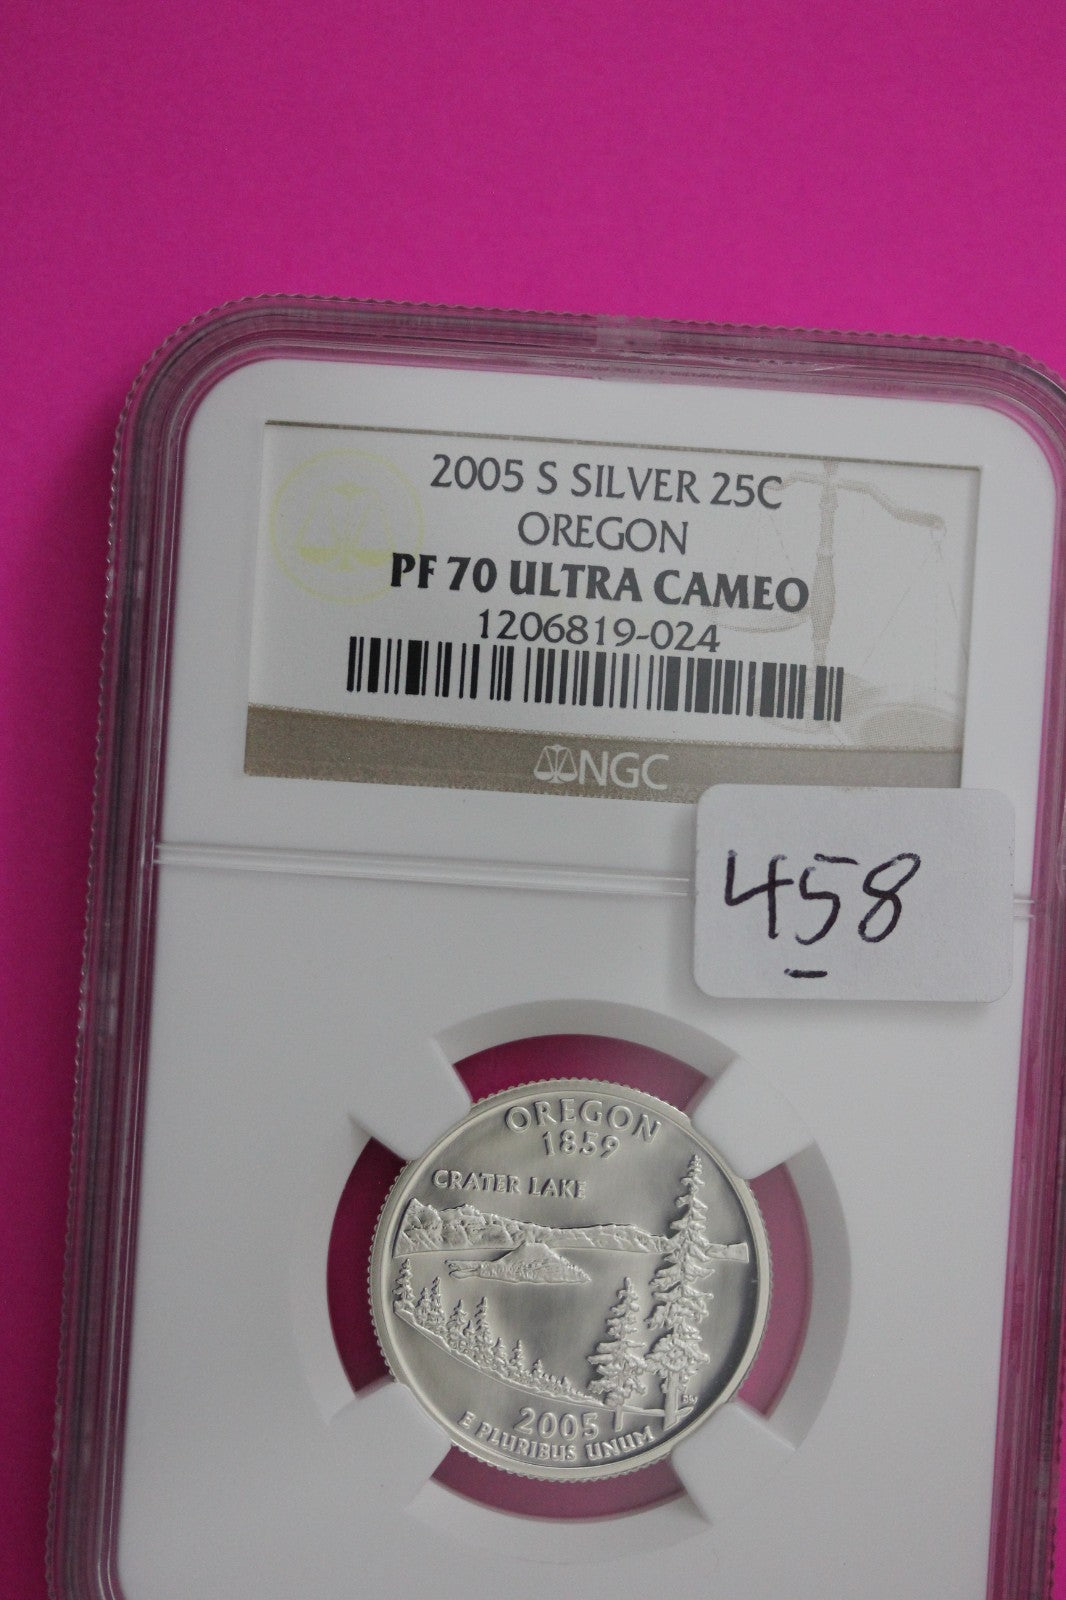 2005 S SILVER 25C
OREGON
PF 70 ULTRA CAMEO
1206819-024
NGC
458
OREGON
1859
CRATER LAKE
2005
E PLURIBUS UNUM